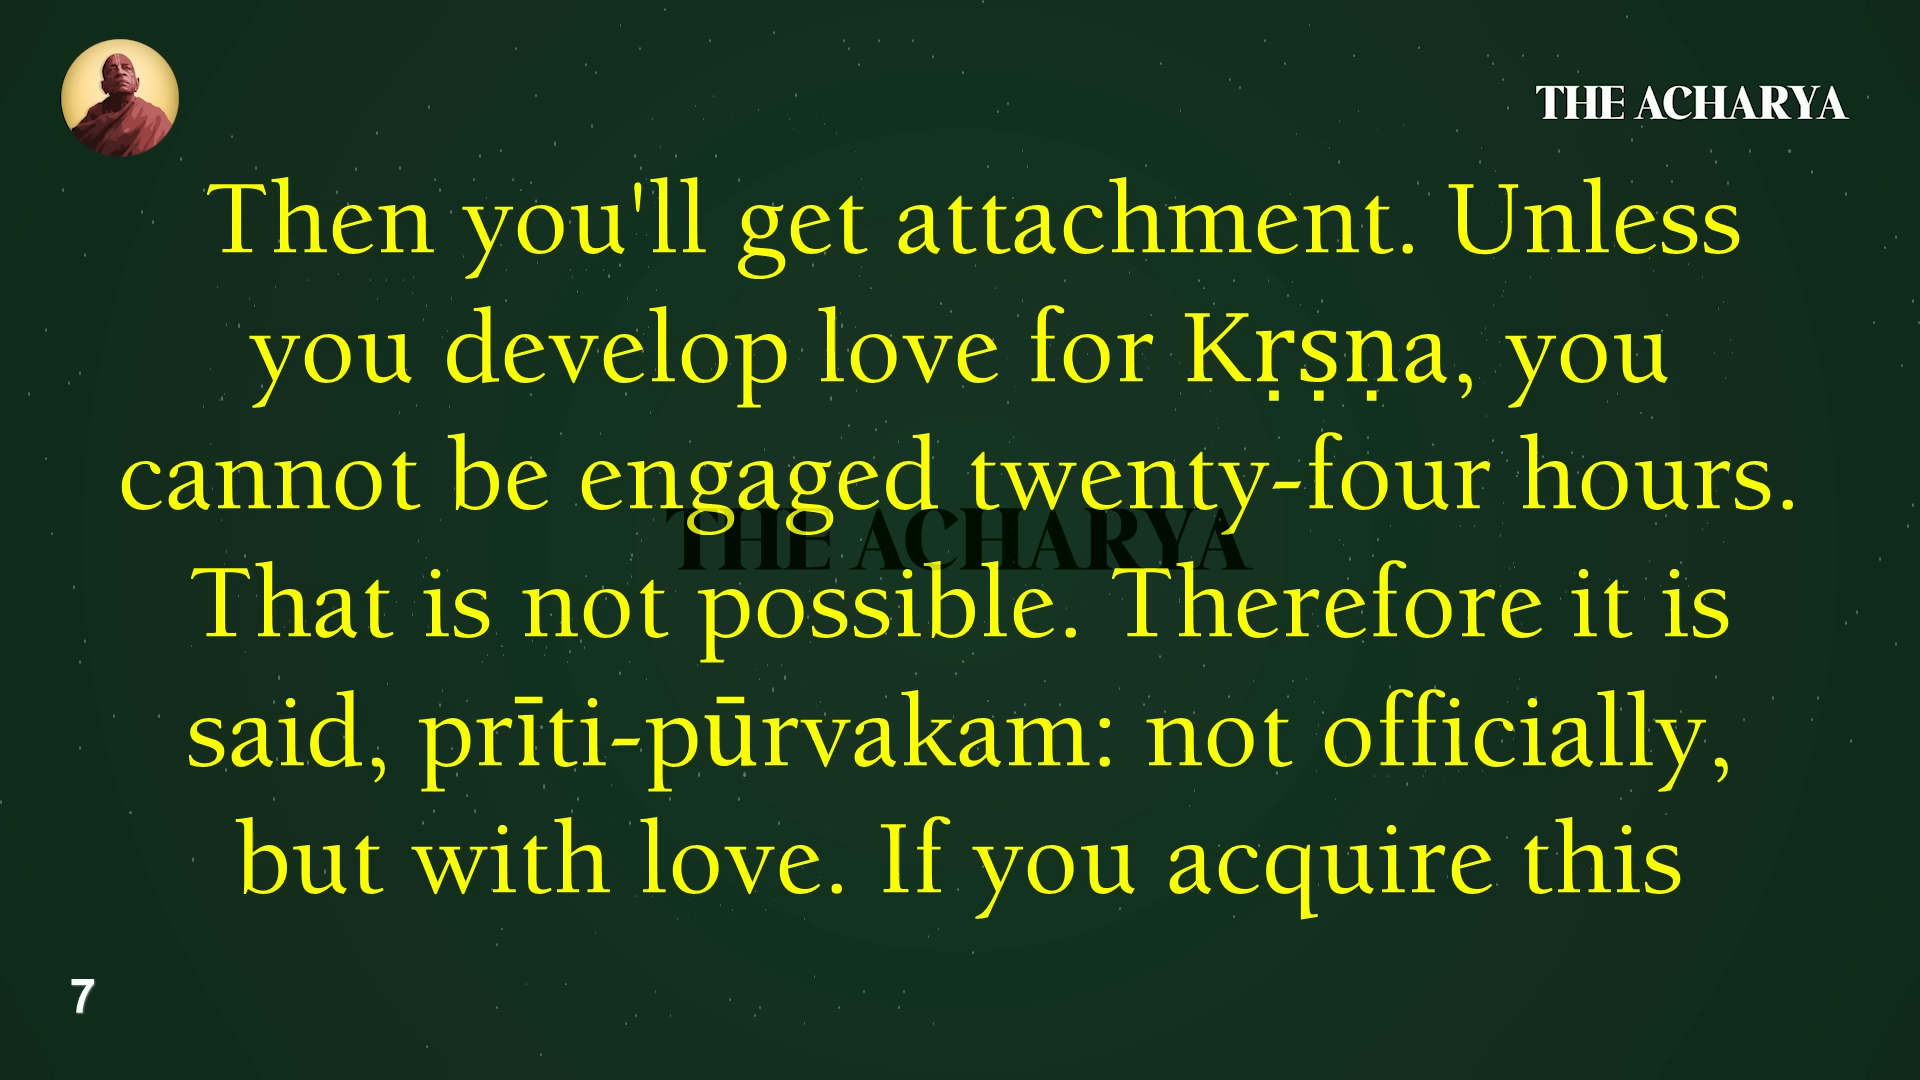 THE ACHARYA
Then you'll get attachment. Unless
you develop love for Kṛṣṇa, you
cannot be engaged twenty-four hours.
THE ACHARYA
That is not possible. Therefore it is
said, prīti-pūrvakam: not officially,
but with love. If you acquire this
7